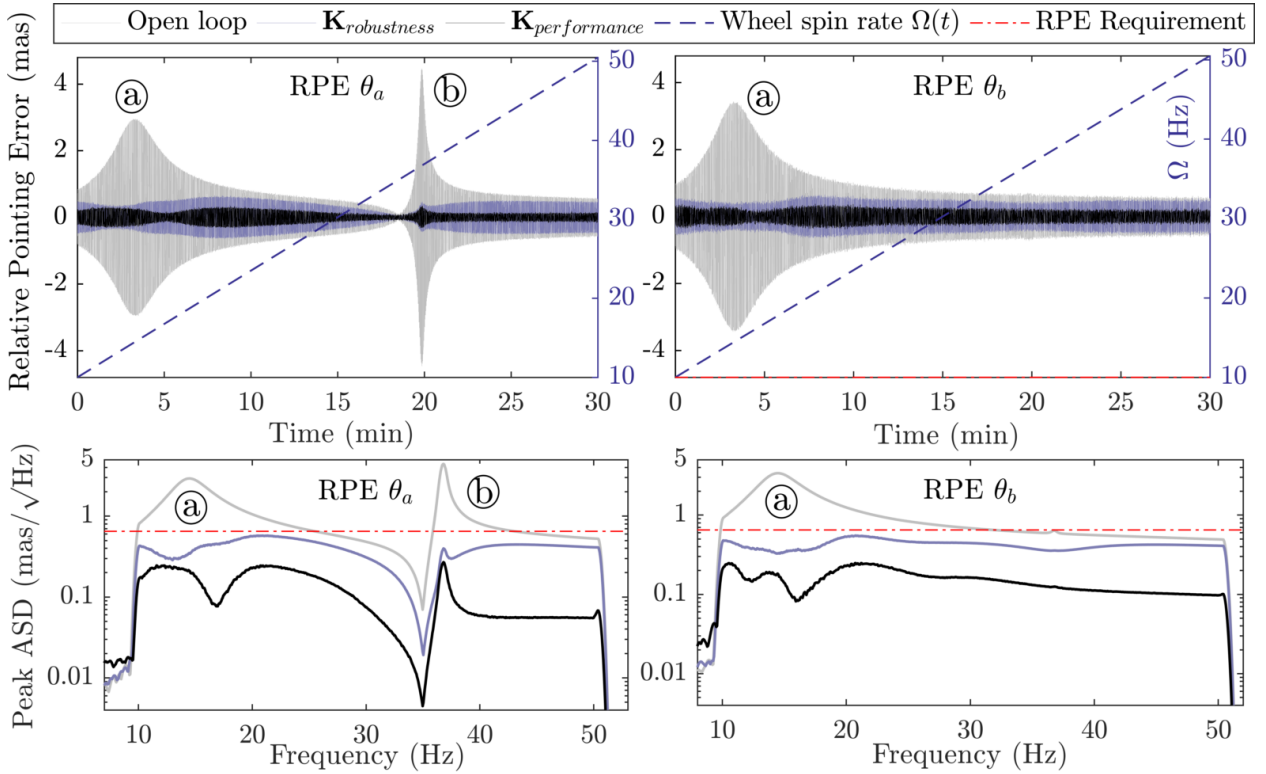 Open loop K_robustness K_performance Wheel spin rate Ω(t) RPE Requirement
Relative Pointing Error (mas)
4
2
0
-2
-4
RPE θ_a
ⓐ
ⓑ
50
40
30
20
10
0 5 10 15 20 25 30
Time (min)
4
2
0
-2
-4
RPE θ_b
ⓐ
50
40
30
20
10
Ω (Hz)
0 5 10 15 20 25 30
Time (min)
Peak ASD (mas/√Hz)
5
1
0.1
0.01
RPE θ_a
ⓐ
ⓑ
10 20 30 40 50
Frequency (Hz)
5
1
0.1
0.01
RPE θ_b
ⓐ
10 20 30 40 50
Frequency (Hz)